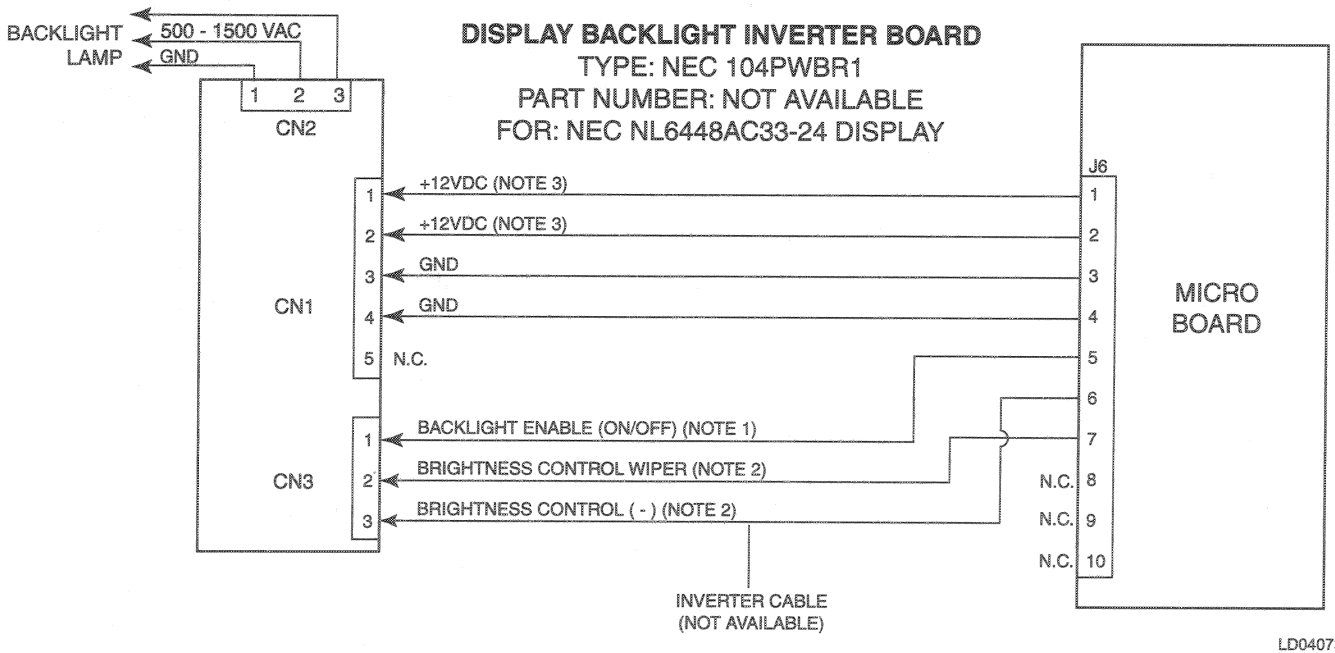 BACKLIGHT
LAMP
500 - 1500 VAC
GND
1 2 3
CN2
DISPLAY BACKLIGHT INVERTER BOARD
TYPE: NEC 104PWBR1
PART NUMBER: NOT AVAILABLE
FOR: NEC NL6448AC33-24 DISPLAY
J6
1 +12VDC (NOTE 3) 1
2 +12VDC (NOTE 3) 2
3 GND 3
CN1
4 GND 4
5 N.C. 5
MICRO
BOARD
6
1 BACKLIGHT ENABLE (ON/OFF) (NOTE 1) 7
CN3
2 BRIGHTNESS CONTROL WIPER (NOTE 2) N.C. 8
3 BRIGHTNESS CONTROL ( - ) (NOTE 2) N.C. 9
N.C. 10
INVERTER CABLE
(NOT AVAILABLE)
LD0407